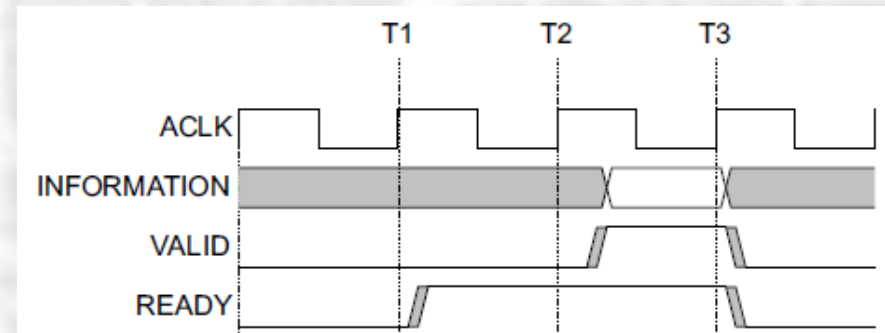 T1 T2 T3
ACLK
INFORMATION
VALID
READY